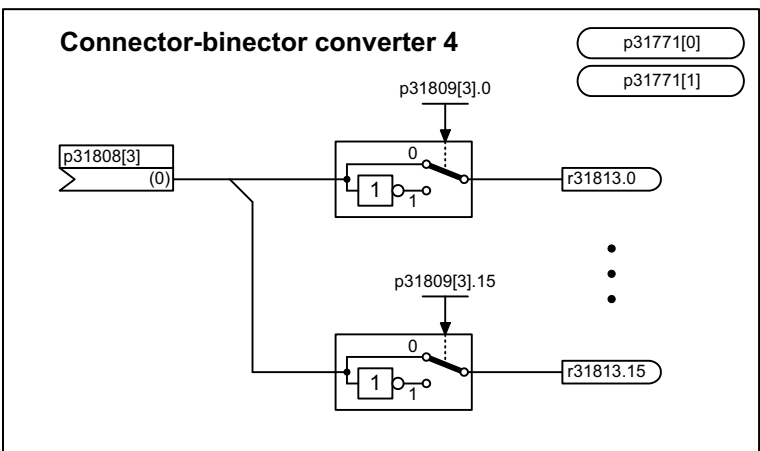 Connector-binector converter 4
p31771[0]
p31771[1]
p31809[3].0
p31808[3]
(0)
0
1
1
r31813.0
p31809[3].15
0
1
1
r31813.15